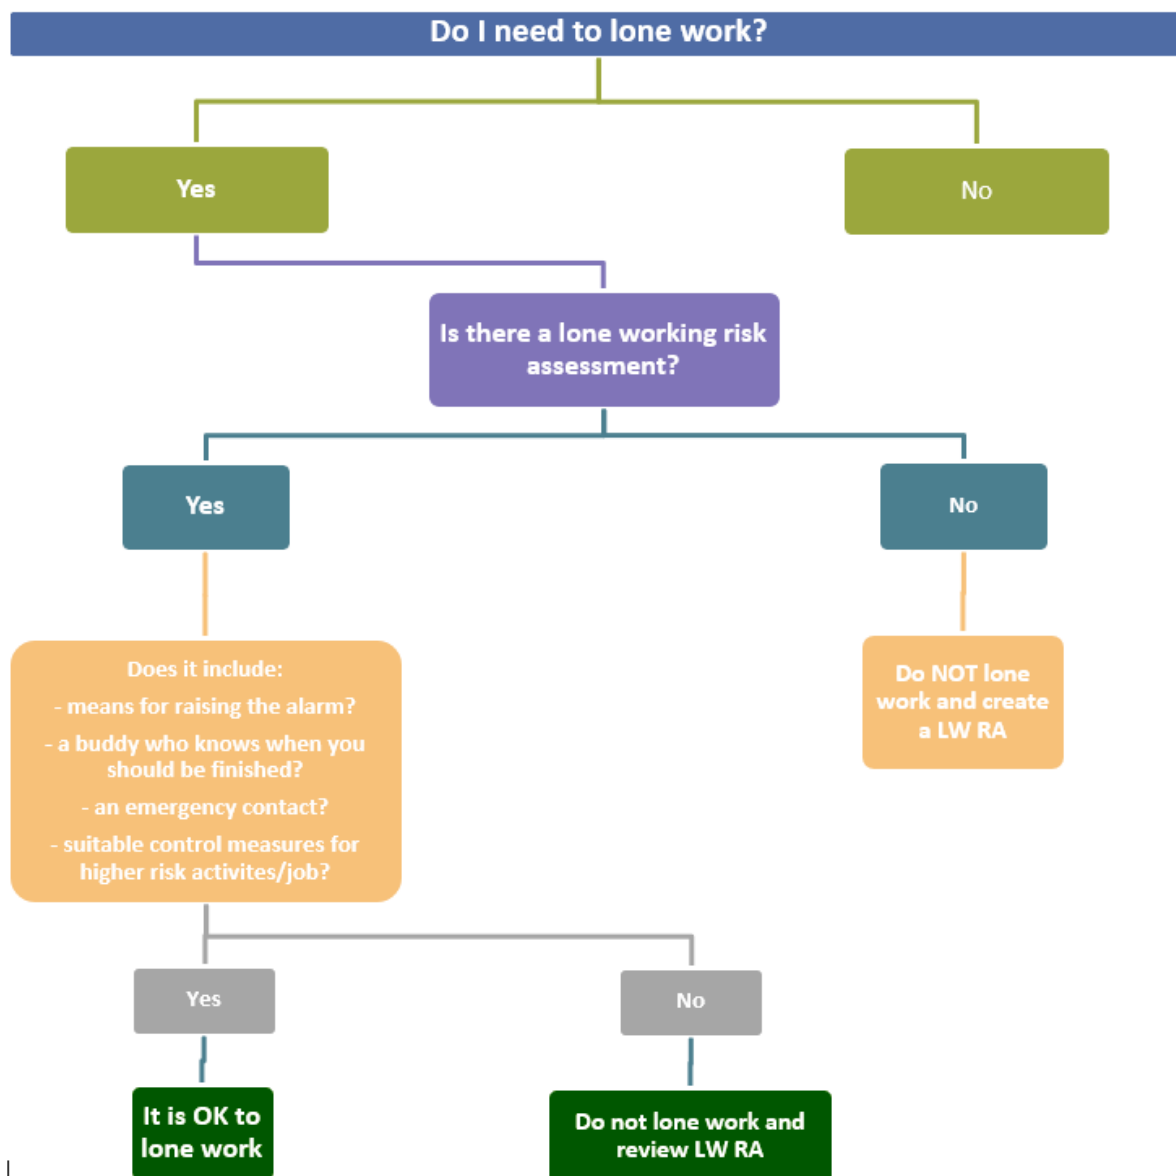 Do I need to lone work?
Yes
No
Is there a lone working risk
assessment?
Yes
No
Does it include:
- means for raising the alarm?
- a buddy who knows when you
should be finished?
- an emergency contact?
- suitable control measures for
higher risk activites/job?
Do NOT lone
work and create
a LW RA
Yes
No
It is OK to
lone work
Do not lone work and
review LW RA